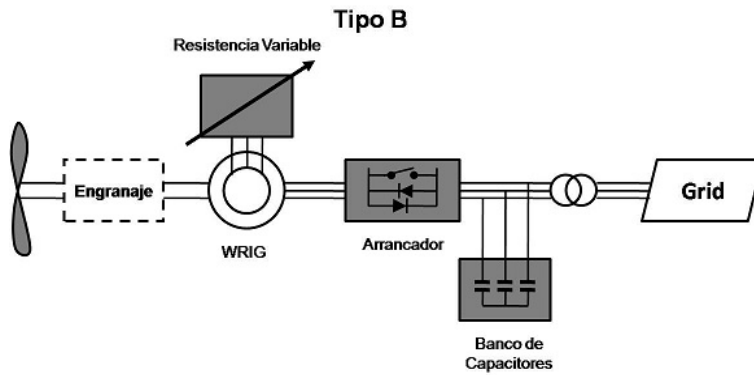 Tipo B
Resistencia Variable
Engranaje
WRIG
Arrancador
Grid
Banco de
Capacitores